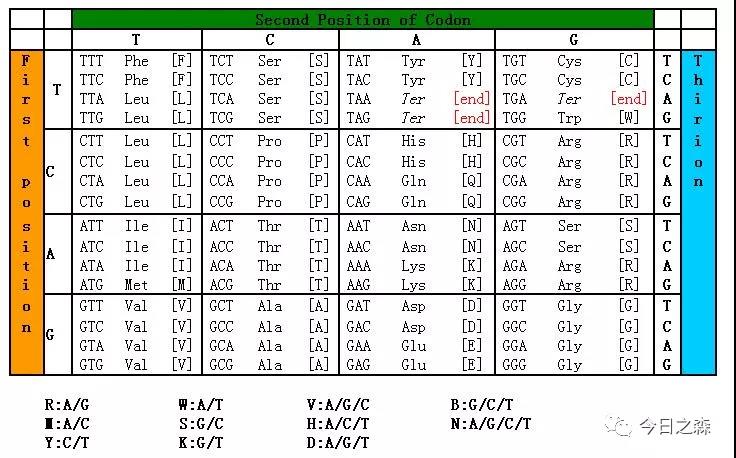 Second Position of Codon
T C A G
First position
Thirion
T
TTT Phe [F] TCT Ser [S] TAT Tyr [Y] TGT Cys [C] T
TTC Phe [F] TCC Ser [S] TAC Tyr [Y] TGC Cys [C] C
TTA Leu [L] TCA Ser [S] TAA Ter [end] TGA Ter [end] A
TTG Leu [L] TCG Ser [S] TAG Ter [end] TGG Trp [W] G
C
CTT Leu [L] CCT Pro [P] CAT His [H] CGT Arg [R] T
CTC Leu [L] CCC Pro [P] CAC His [H] CGC Arg [R] C
CTA Leu [L] CCA Pro [P] CAA Gln [Q] CGA Arg [R] A
CTG Leu [L] CCG Pro [P] CAG Gln [Q] CGG Arg [R] G
A
ATT Ile [I] ACT Thr [T] AAT Asn [N] AGT Ser [S] T
ATC Ile [I] ACC Thr [T] AAC Asn [N] AGC Ser [S] C
ATA Ile [I] ACA Thr [T] AAA Lys [K] AGA Arg [R] A
ATG Met [M] ACG Thr [T] AAG Lys [K] AGG Arg [R] G
G
GTT Val [V] GCT Ala [A] GAT Asp [D] GGT Gly [G] T
GTC Val [V] GCC Ala [A] GAC Asp [D] GGC Gly [G] C
GTA Val [V] GCA Ala [A] GAA Glu [E] GGA Gly [G] A
GTG Val [V] GCG Ala [A] GAG Glu [E] GGG Gly [G] G
R:A/G W:A/T V:A/G/C B:G/C/T
M:A/C S:G/C H:A/C/T N:A/G/C/T
Y:C/T K:G/T D:A/G/T
今日之森